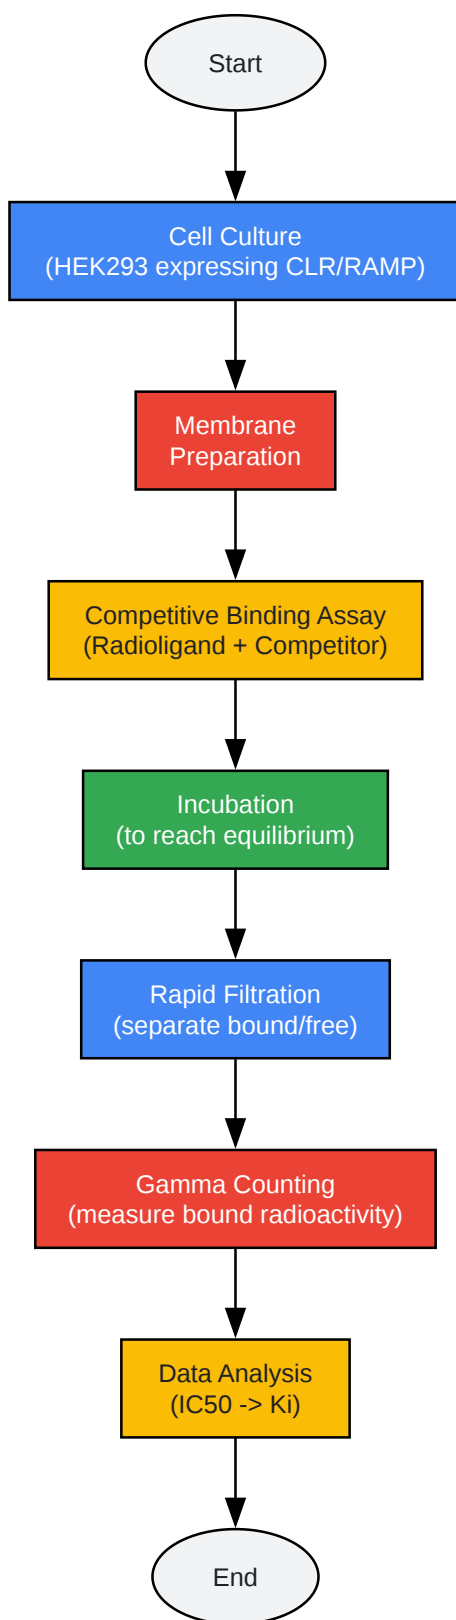 Start
Cell Culture
(HEK293 expressing CLR/RAMP)
Membrane
Preparation
Competitive Binding Assay
(Radioligand + Competitor)
Incubation
(to reach equilibrium)
Rapid Filtration
(separate bound/free)
Gamma Counting
(measure bound radioactivity)
Data Analysis
(IC50 -> Ki)
End